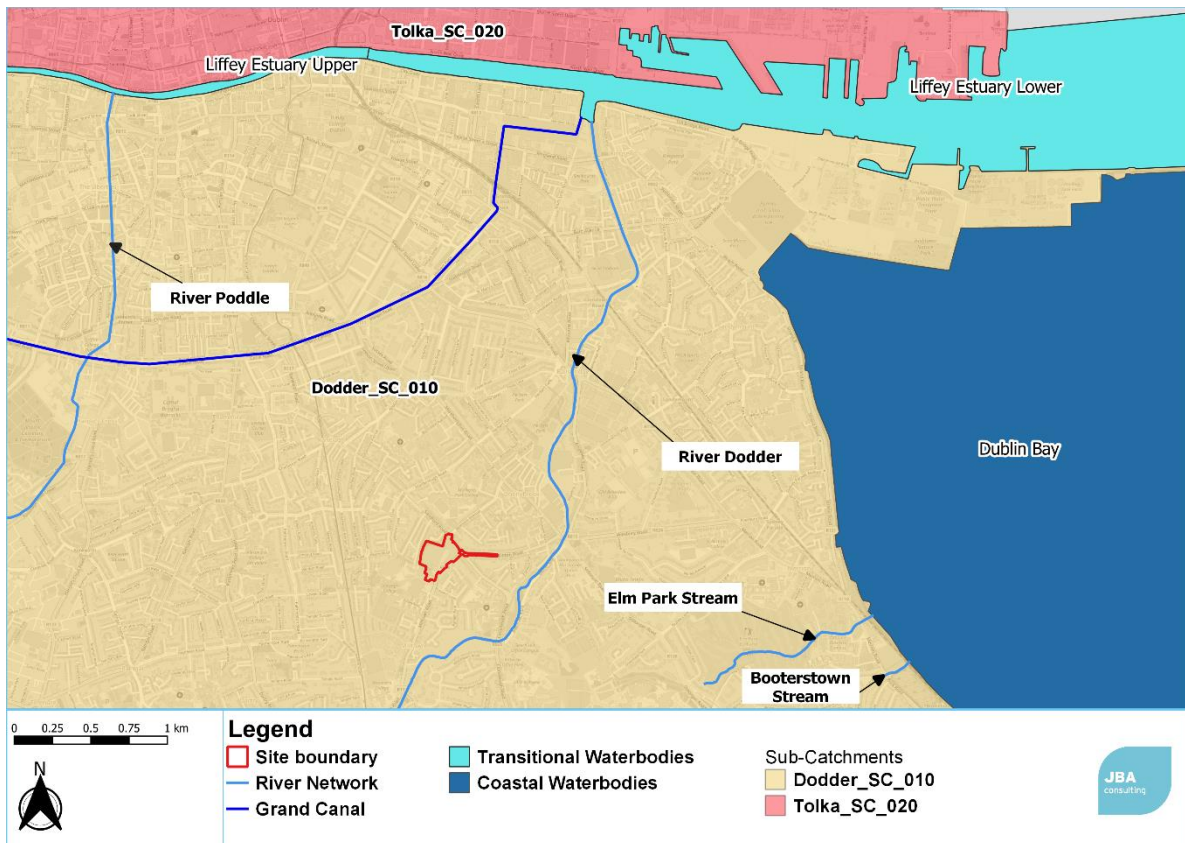 Tolka_SC_020
Liffey Estuary Upper
Liffey Estuary Lower
River Poddle
Dodder_SC_010
River Dodder
Dublin Bay
Elm Park Stream
Booterstown
Stream
0 0.25 0.5 0.75 1 km
N
Legend
Site boundary
River Network
Grand Canal
Transitional Waterbodies
Coastal Waterbodies
Sub-Catchments
Dodder_SC_010
Tolka_SC_020
JBA
consulting